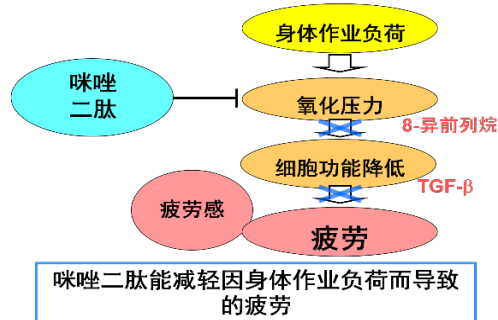 身体作业负荷
咪唑
二肽
氧化压力
8-异前列烷
细胞功能降低
TGF-β
疲劳感
疲劳
咪唑二肽能减轻因身体作业负荷而导致
的疲劳